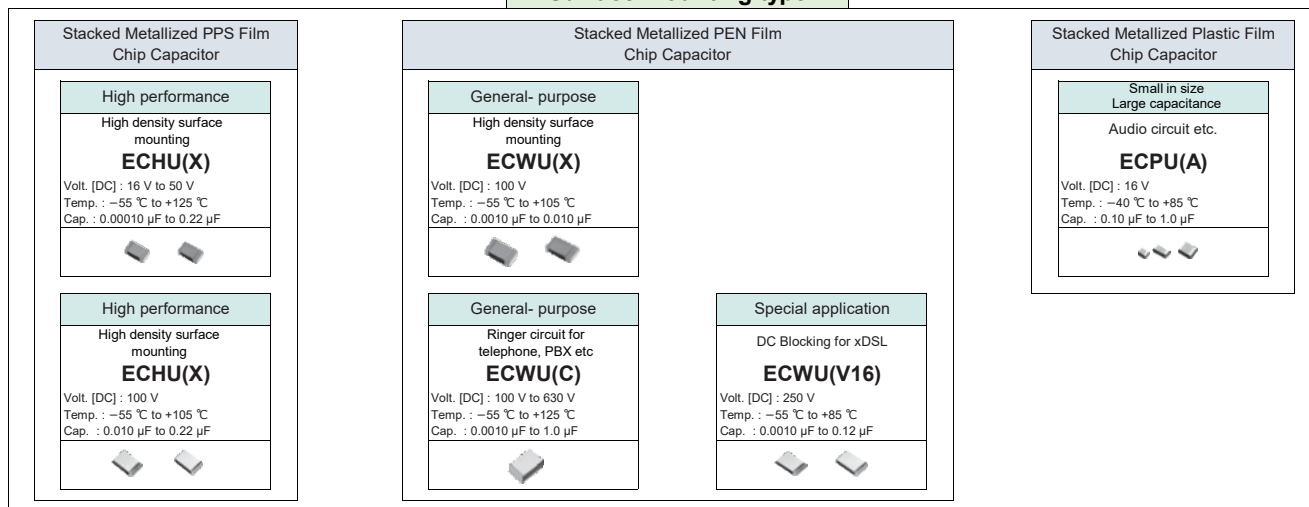 Stacked Metallized PPS Film
Chip Capacitor
High performance
High density surface
mounting
ECHU(X)
Volt. [DC] : 16 V to 50 V
Temp. : −55 ℃ to +125 ℃
Cap. : 0.00010 μF to 0.22 μF
High performance
High density surface
mounting
ECHU(X)
Volt. [DC] : 100 V
Temp. : −55 ℃ to +105 ℃
Cap. : 0.010 μF to 0.22 μF
Stacked Metallized PEN Film
Chip Capacitor
General- purpose
High density surface
mounting
ECWU(X)
Volt. [DC] : 100 V
Temp. : −55 ℃ to +105 ℃
Cap. : 0.0010 μF to 0.010 μF
General- purpose
Ringer circuit for
telephone, PBX etc
ECWU(C)
Volt. [DC] : 100 V to 630 V
Temp. : −55 ℃ to +125 ℃
Cap. : 0.0010 μF to 1.0 μF
Special application
DC Blocking for xDSL
ECWU(V16)
Volt. [DC] : 250 V
Temp. : −55 ℃ to +85 ℃
Cap. : 0.0010 μF to 0.12 μF
Stacked Metallized Plastic Film
Chip Capacitor
Small in size
Large capacitance
Audio circuit etc.
ECPU(A)
Volt. [DC] : 16 V
Temp. : −40 ℃ to +85 ℃
Cap. : 0.10 μF to 1.0 μF